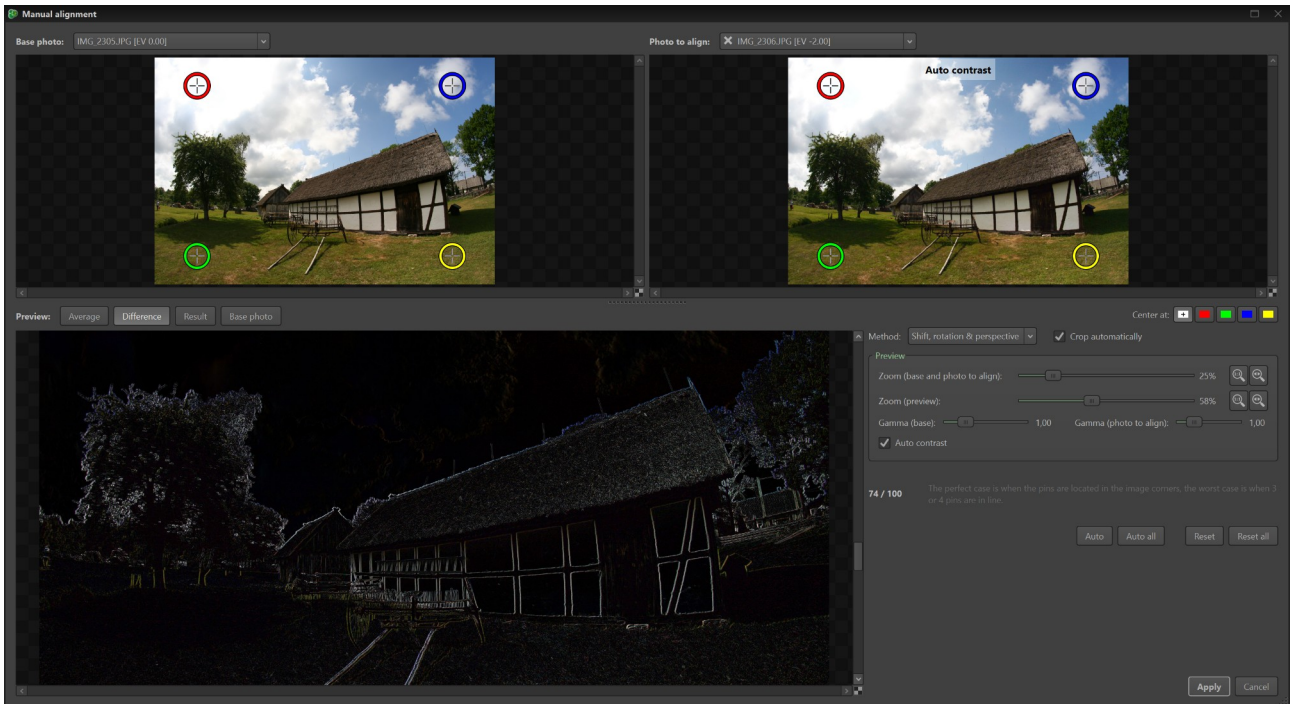 Manual alignment
Base photo: IMG_2305.JPG [EV 0.00]
Photo to align: IMG_2306.JPG [EV -2.00]
Auto contrast
Preview: Average Difference Result Base photo
Center at:
Method: Shift, rotation & perspective Crop automatically
Preview
Zoom (base and photo to align): 25%
Zoom (preview): 58%
Gamma (base): 1,00 Gamma (photo to align): 1,00
Auto contrast
74 / 100
The perfect case is when the pins are located in the image corners, the worst case is when 3
or 4 pins are in line.
Auto Auto all Reset Reset all
Apply Cancel